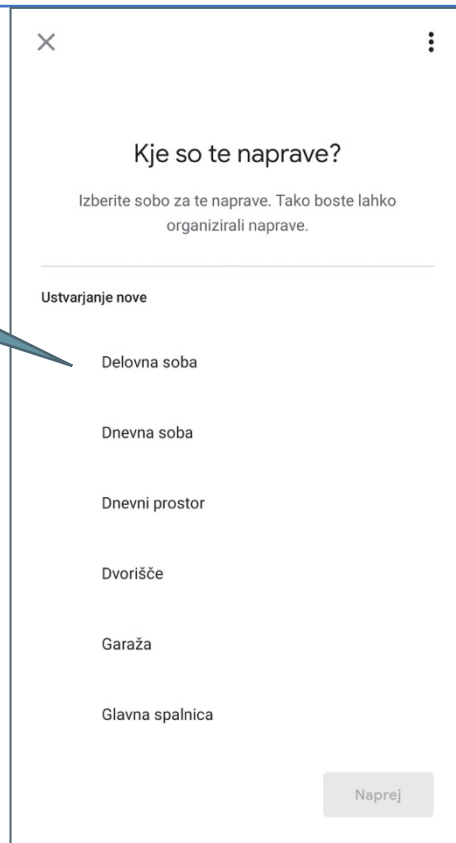 Kje so te naprave?
Izberite sobo za te naprave. Tako boste lahko
organizirali naprave.
Ustvarjanje nove
Delovna soba
Dnevna soba
Dnevni prostor
Dvorišče
Garaža
Glavna spalnica
Naprej